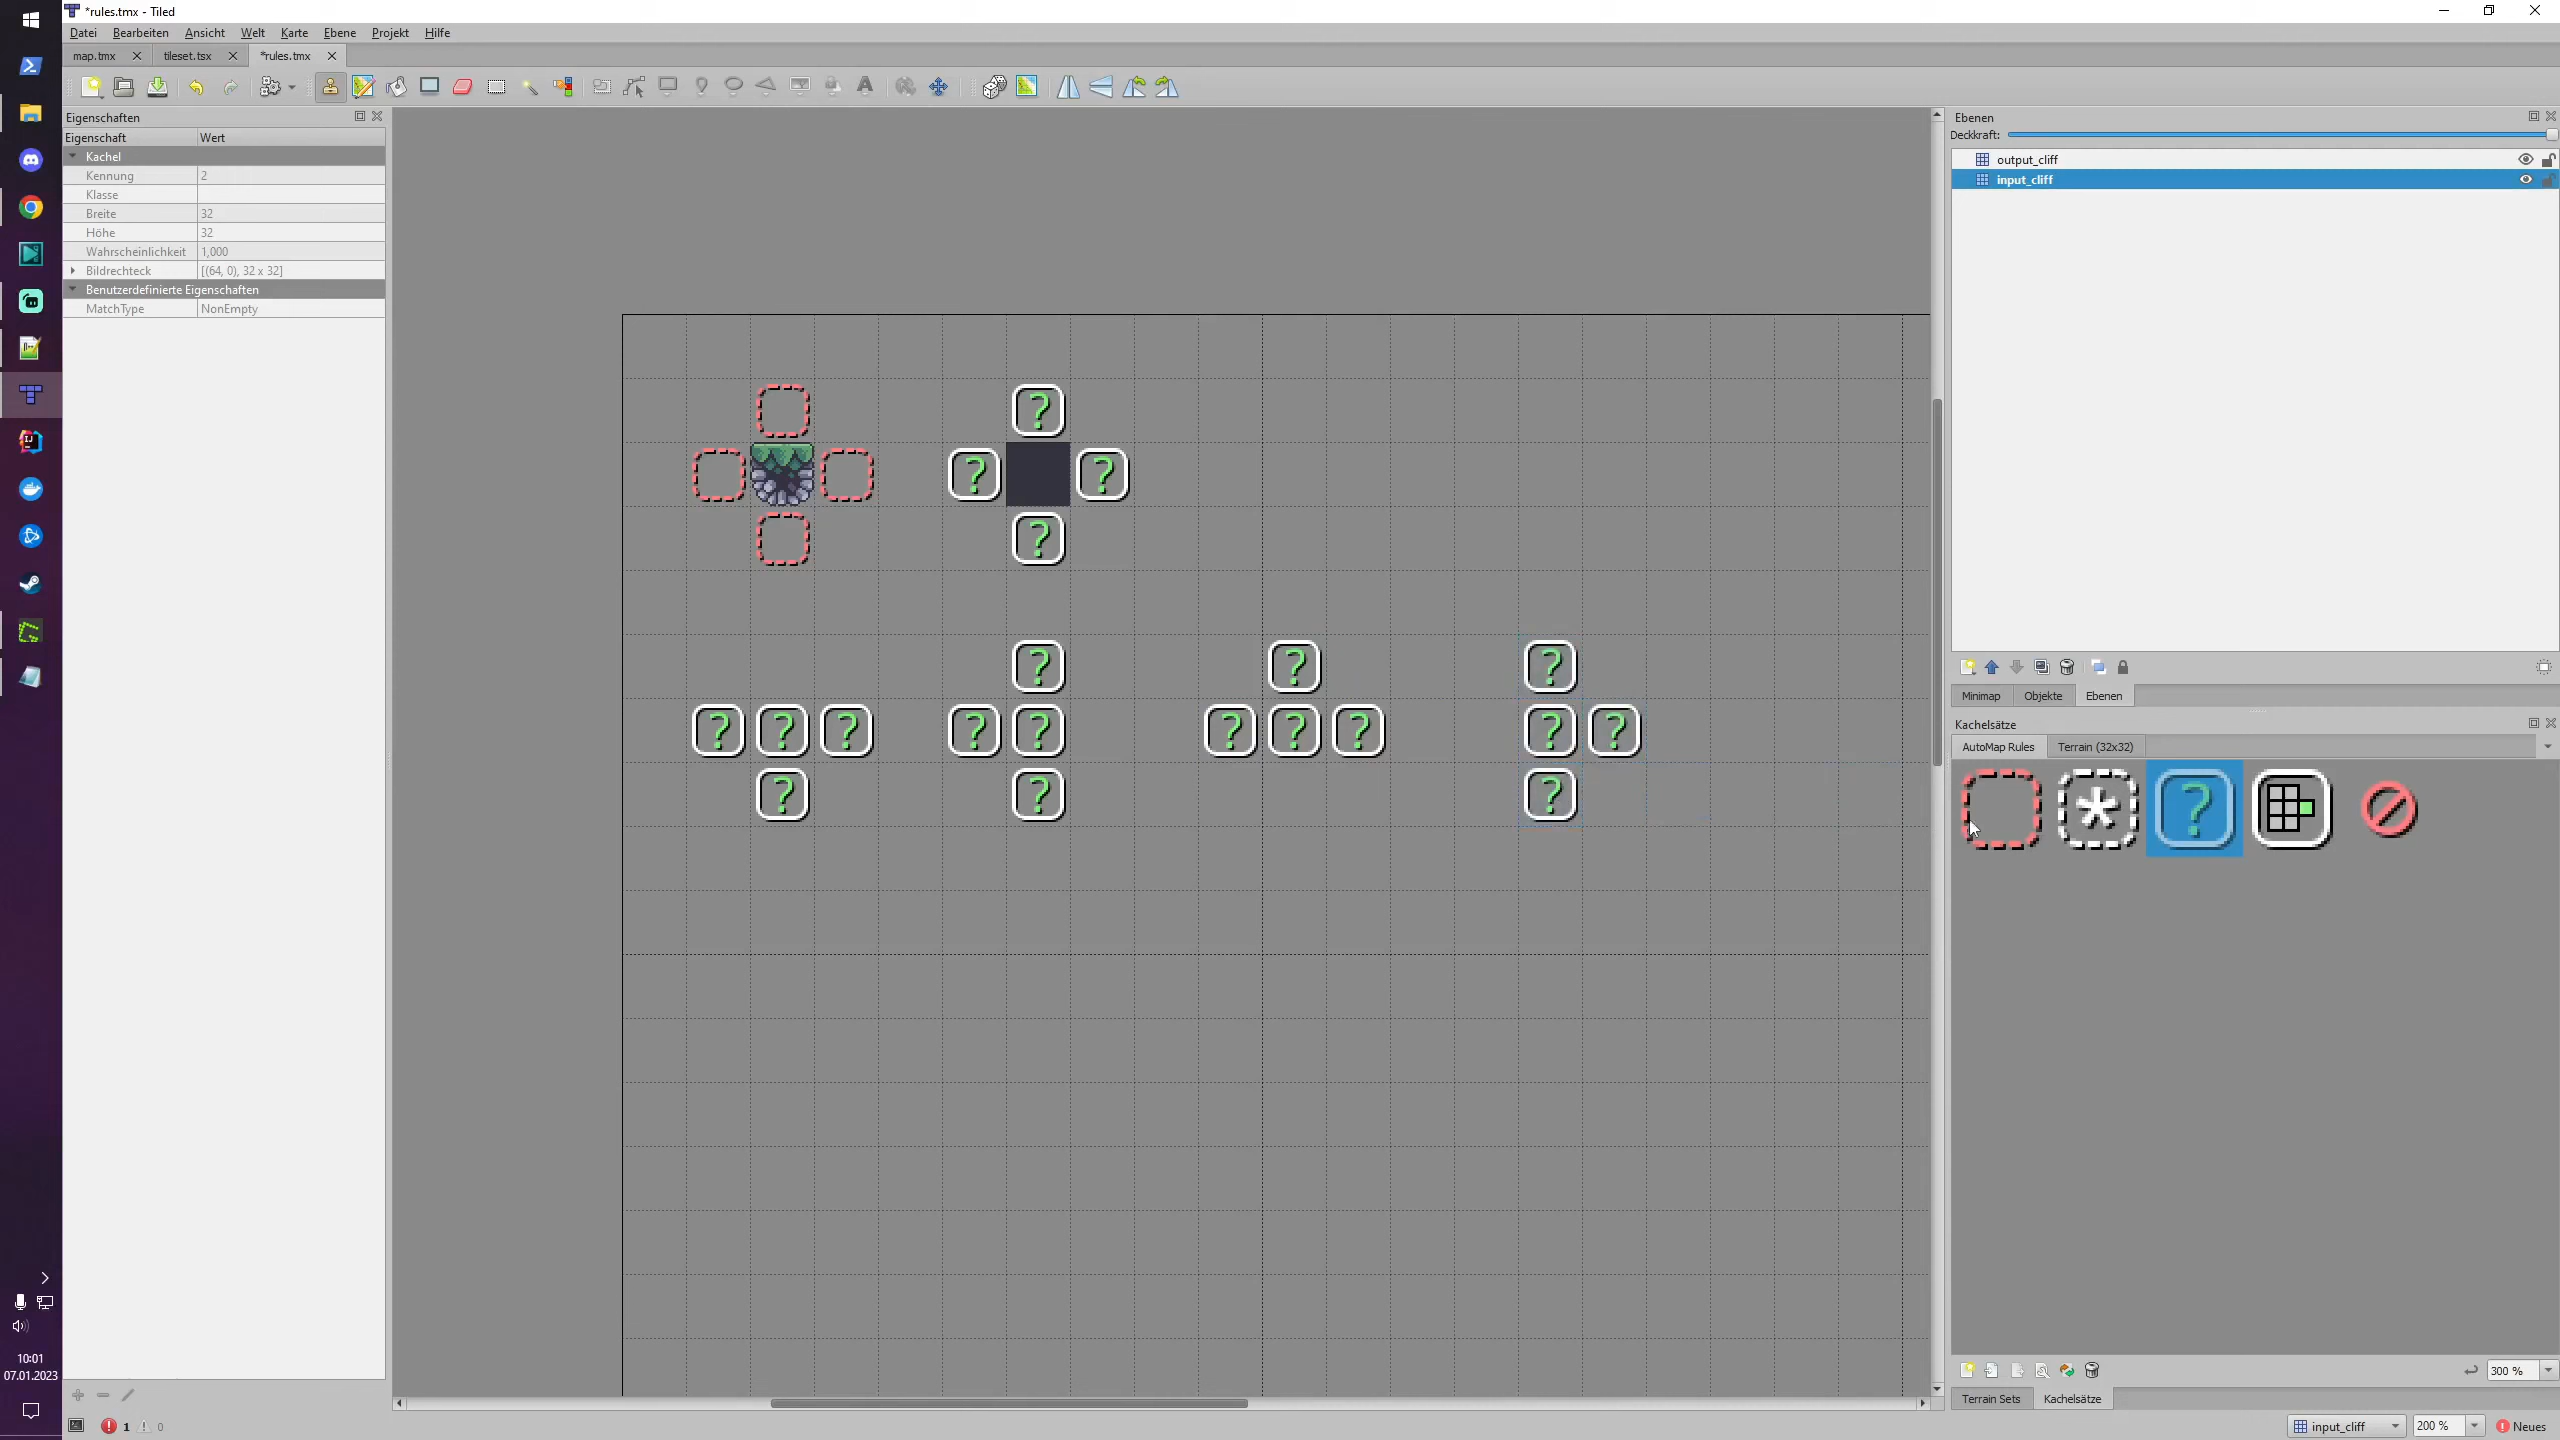 *rules.tmx - Tiled
Datei Bearbeiten Ansicht Welt Karte Ebene Projekt Hilfe
map.tmx tileset.tsx *rules.tmx
Eigenschaften
Eigenschaft Wert
Kachel
Kennung 2
Klasse
Breite 32
Höhe 32
Wahrscheinlichkeit 1,000
Bildrechteck [(64, 0), 32 x 32]
Benutzerdefinierte Eigenschaften
MatchType NonEmpty
Ebenen
Deckkraft:
output_cliff
input_cliff
Minimap Objekte Ebenen
Kachelsätze
AutoMap Rules Terrain (32x32)
300 %
Terrain Sets Kachelsätze
10:01
07.01.2023
1 0
input_cliff 200 % Neues
? 
? ?
?
? ? ?
? ? ? ? ? ? ? ? ? ?
? ? ?
* ?